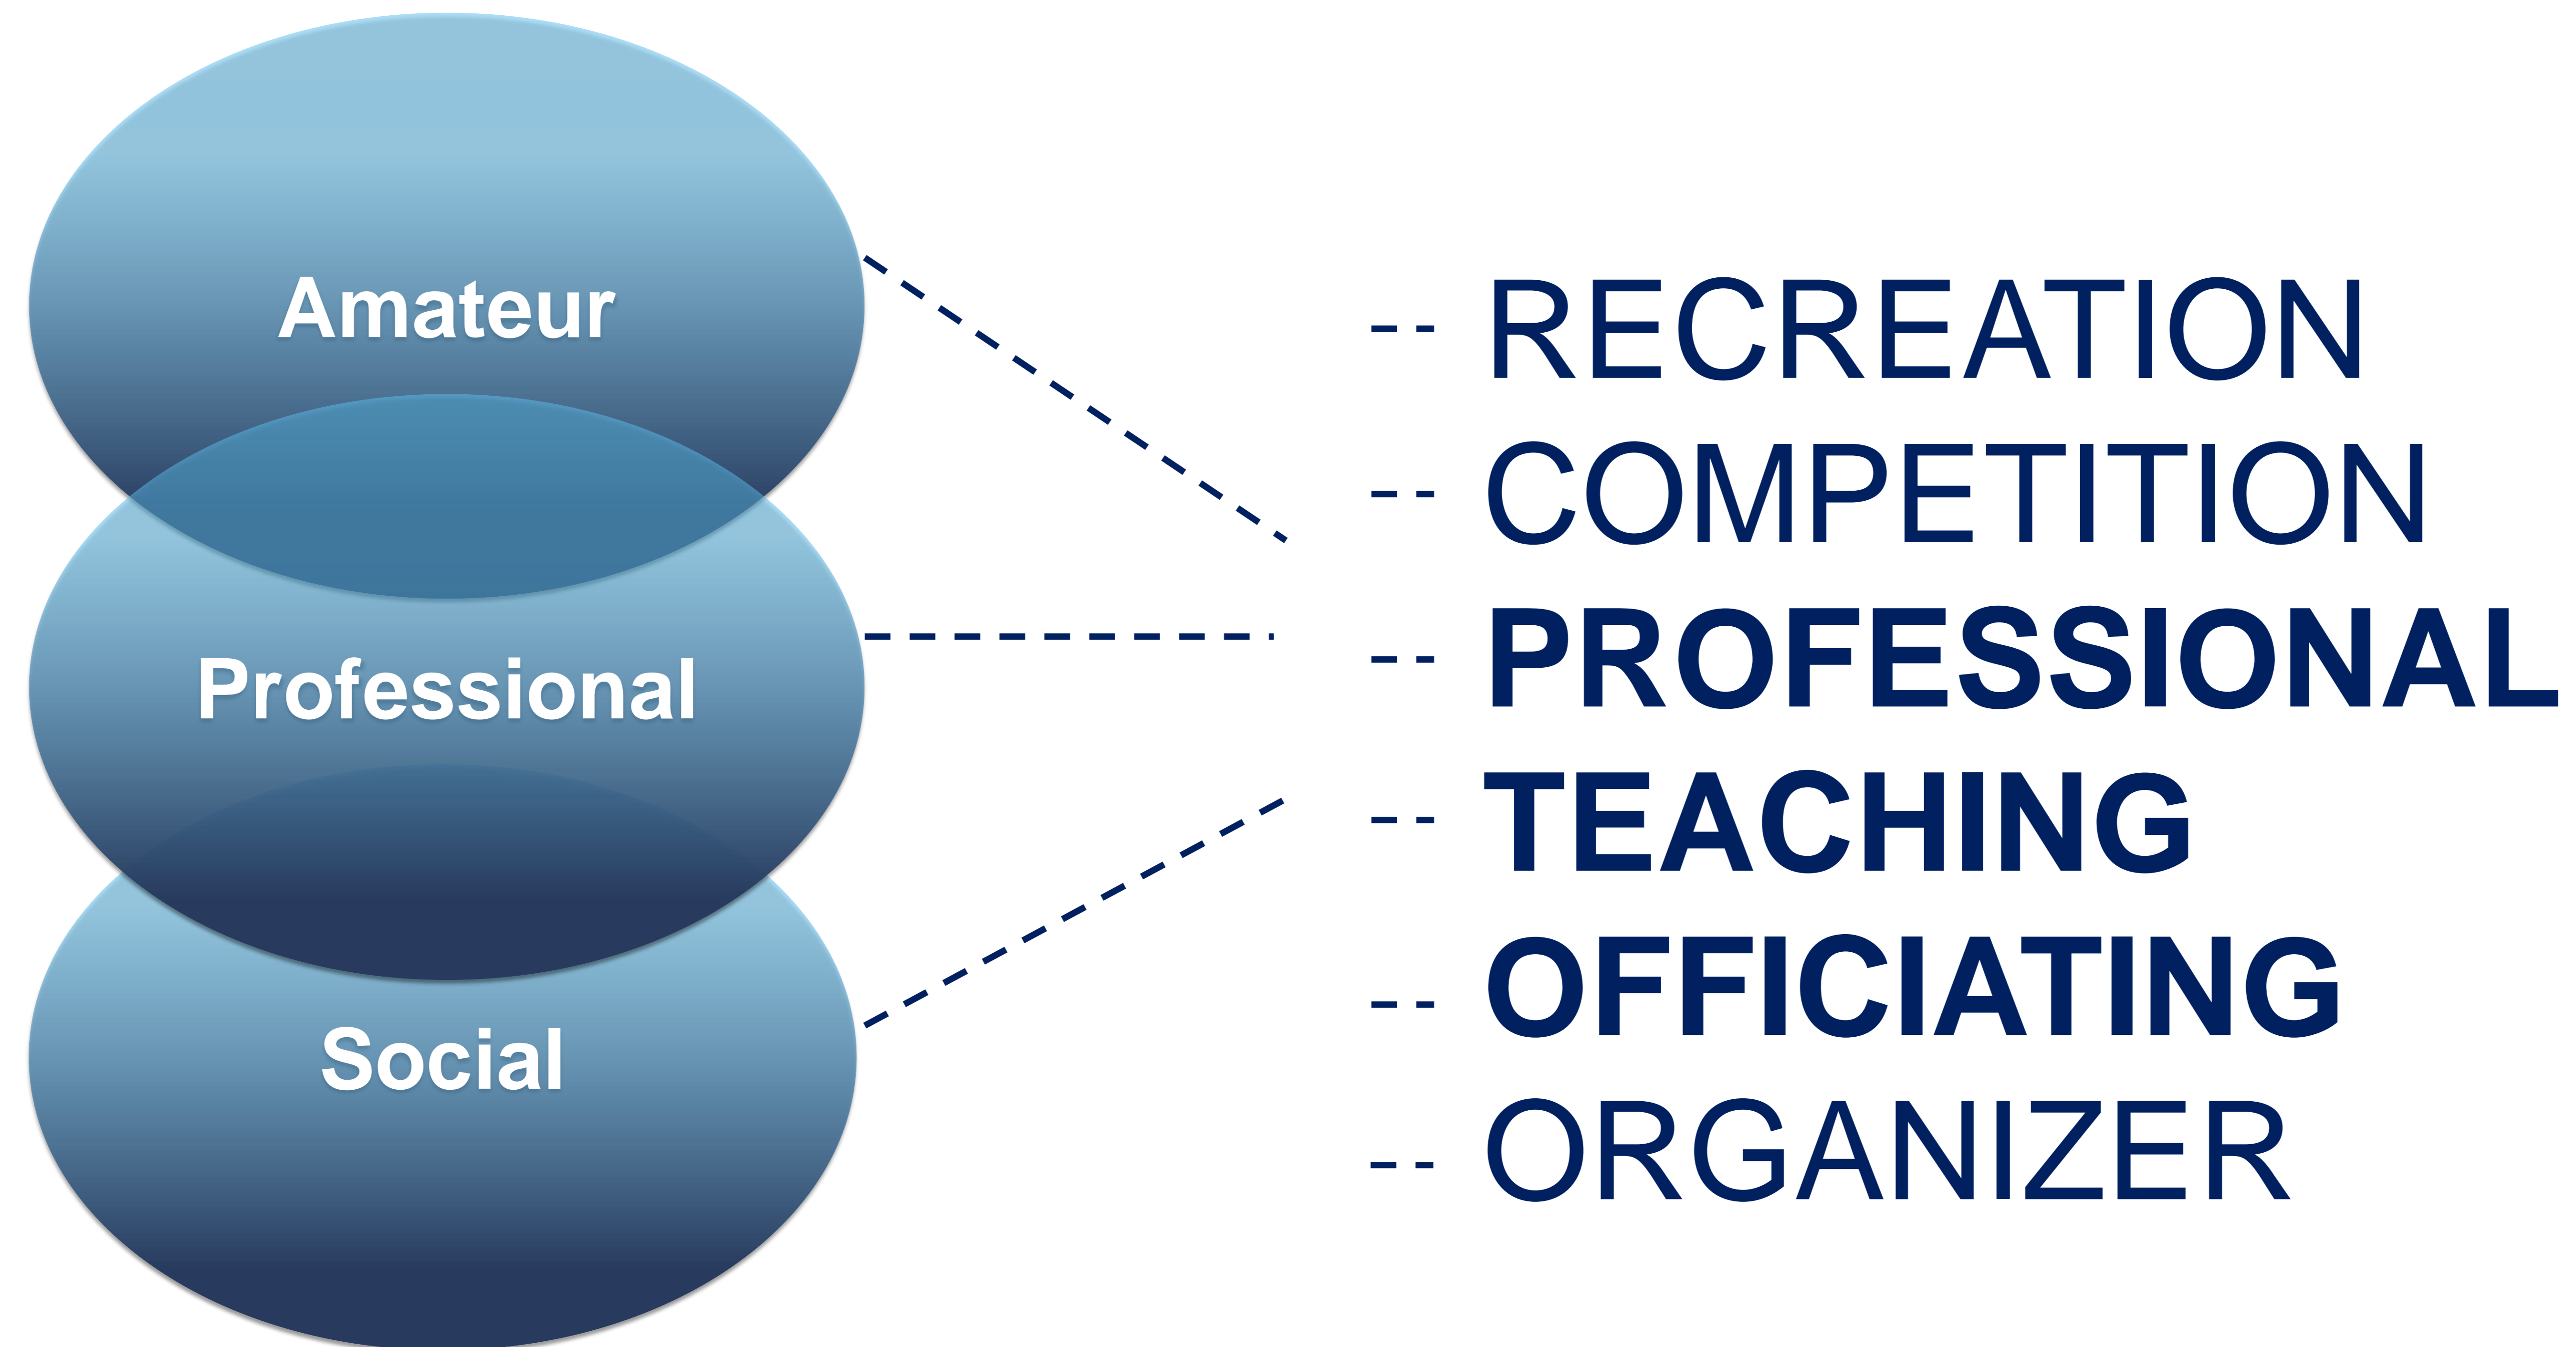 Amateur
Professional
Social
-- RECREATION
-- COMPETITION
-- PROFESSIONAL
-- TEACHING
-- OFFICIATING
-- ORGANIZER